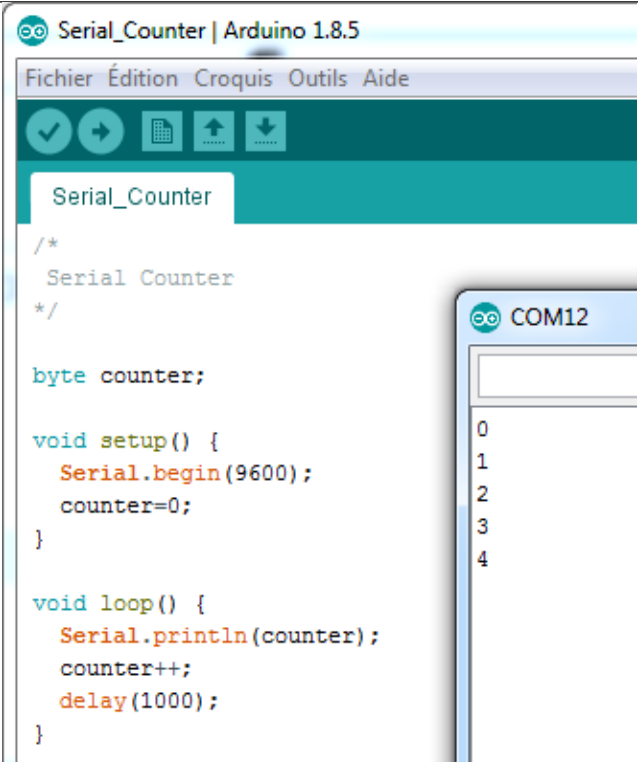 Serial_Counter | Arduino 1.8.5
Fichier Édition Croquis Outils Aide
Serial_Counter
/*
 Serial Counter
*/
byte counter;
void setup() {
  Serial.begin(9600);
  counter=0;
}
void loop() {
  Serial.println(counter);
  counter++;
  delay(1000);
}
COM12
0
1
2
3
4